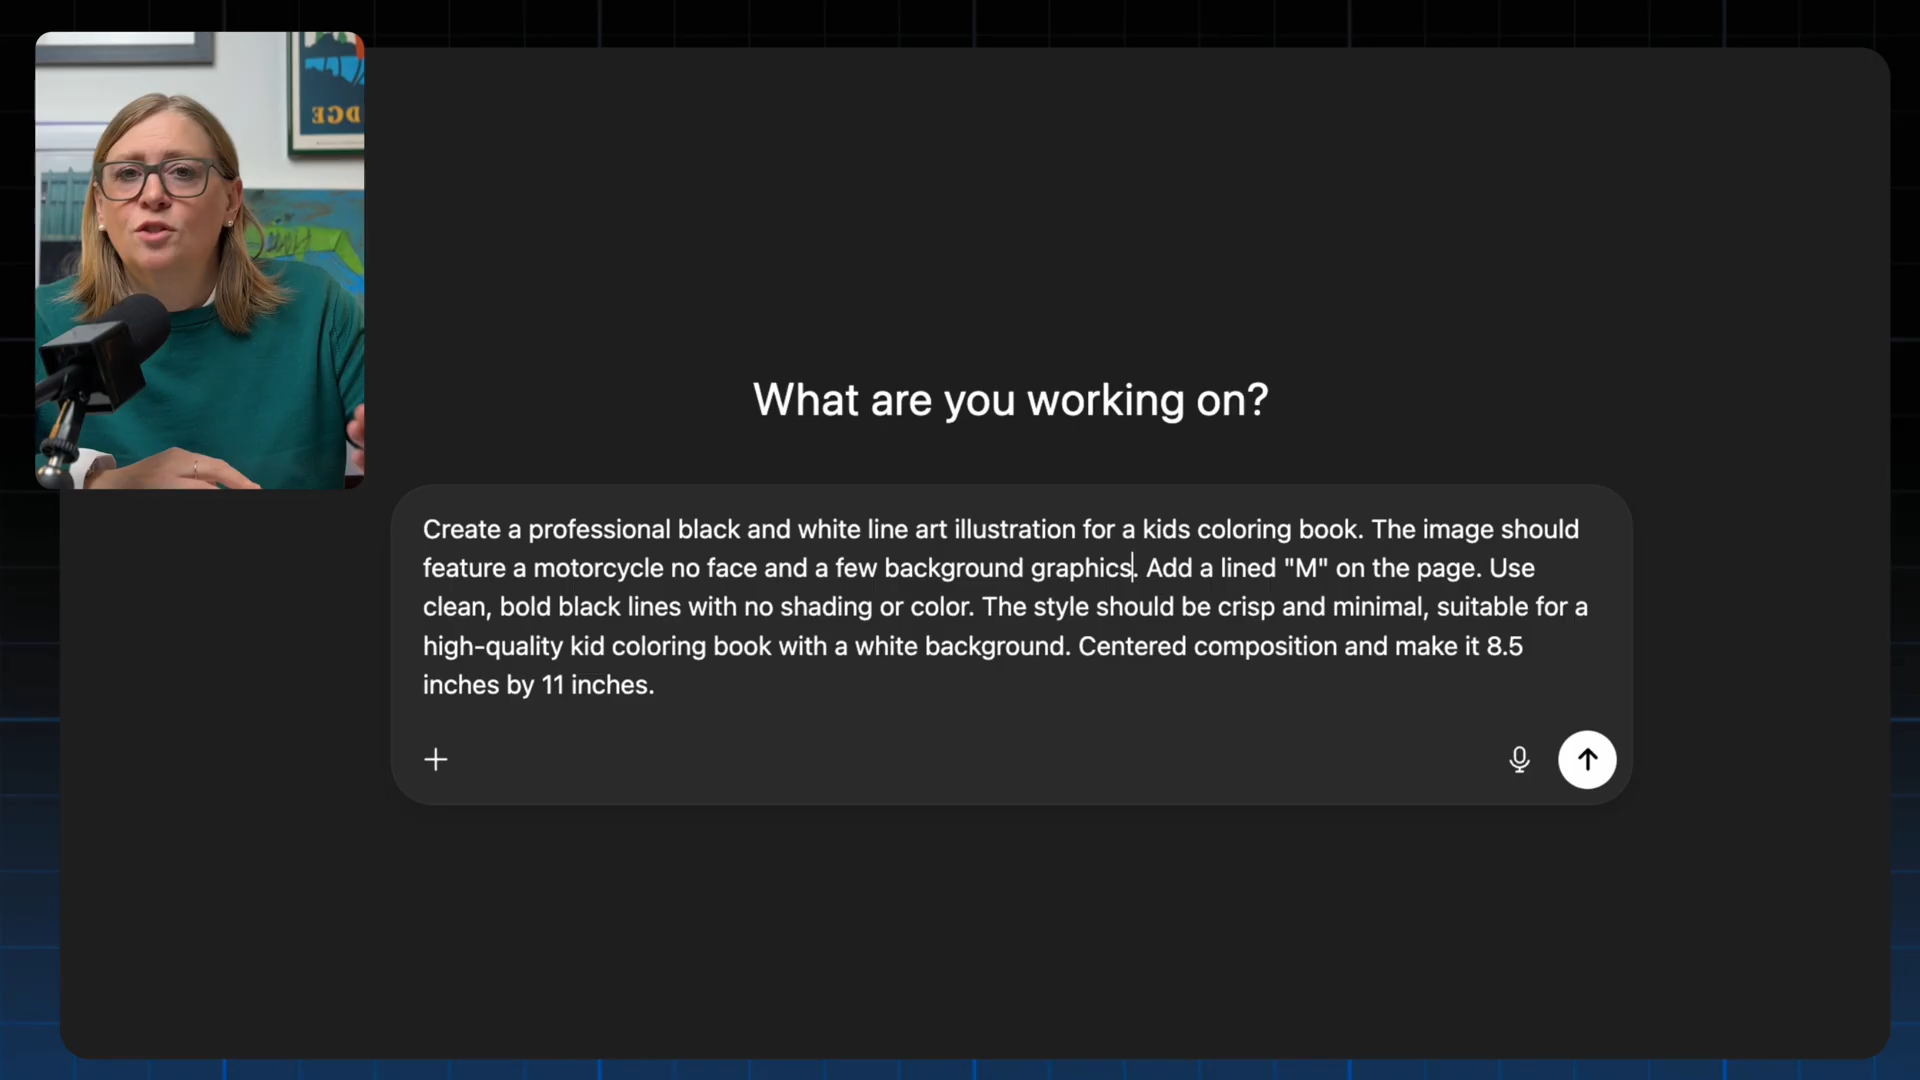 What are you working on?
Create a professional black and white line art illustration for a kids coloring book. The image should
feature a motorcycle no face and a few background graphics. Add a lined "M" on the page. Use
clean, bold black lines with no shading or color. The style should be crisp and minimal, suitable for a
high-quality kid coloring book with a white background. Centered composition and make it 8.5
inches by 11 inches.